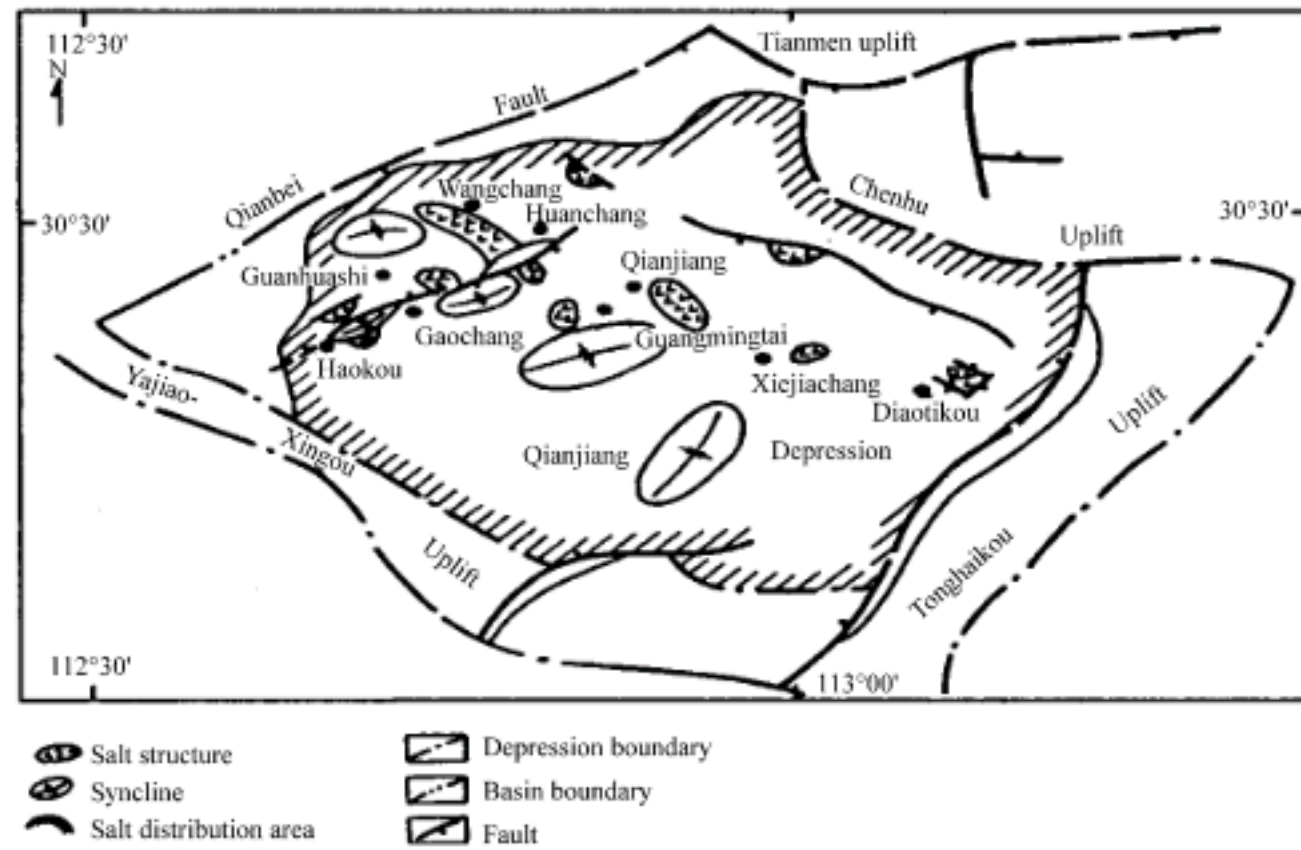 112°30'
N
Tianmen uplift
Fault
Qianbei
Wangchang
Huanchang
Chenhu
30°30'
30°30'
Uplift
Guanhuashi
Qianjiang
Gaochang
Guangmingtai
Haokou
Xiejiachang
Yajiao-
Diaotikou
Xingou
Qianjiang
Depression
Uplift
Uplift
Tonghaikou
112°30'
113°00'
Salt structure
Depression boundary
Syncline
Basin boundary
Salt distribution area
Fault